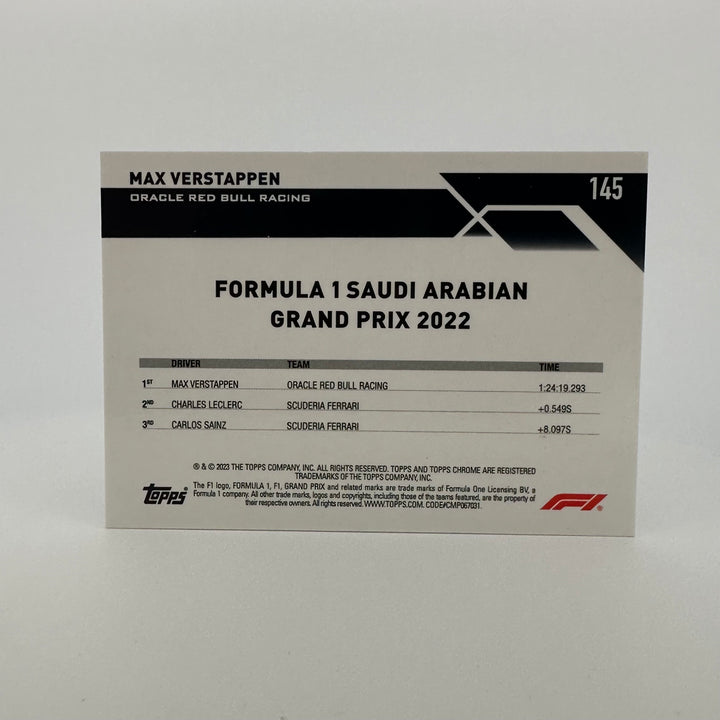 MAX VERSTAPPEN
ORACLE RED BULL RACING
145
FORMULA 1 SAUDI ARABIAN
GRAND PRIX 2022
DRIVER TEAM TIME
1ST MAX VERSTAPPEN ORACLE RED BULL RACING 1:24:19.293
2ND CHARLES LECLERC SCUDERIA FERRARI +0.549S
3RD CARLOS SAINZ SCUDERIA FERRARI +8.097S
® & © 2023 THE TOPPS COMPANY, INC. ALL RIGHTS RESERVED. TOPPS AND TOPPS CHROME ARE REGISTERED
TRADEMARKS OF THE TOPPS COMPANY, INC.
The F1 logo, FORMULA 1, F1, GRAND PRIX and related marks are trade marks of Formula One Licensing BV, a
Formula 1 company. All other trade marks, logos and copyrights, including those of the teams featured, are the property of
their respective owners. All rights reserved. WWW.TOPPS.COM. CODE#CMP067031.
Topps®
F1®